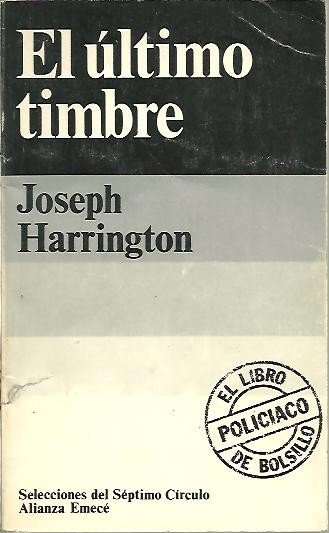 El último
timbre
Joseph
Harrington
EL LIBRO
POLICIACO
DE BOLSILLO
Selecciones del Séptimo Círculo
Alianza Emecé